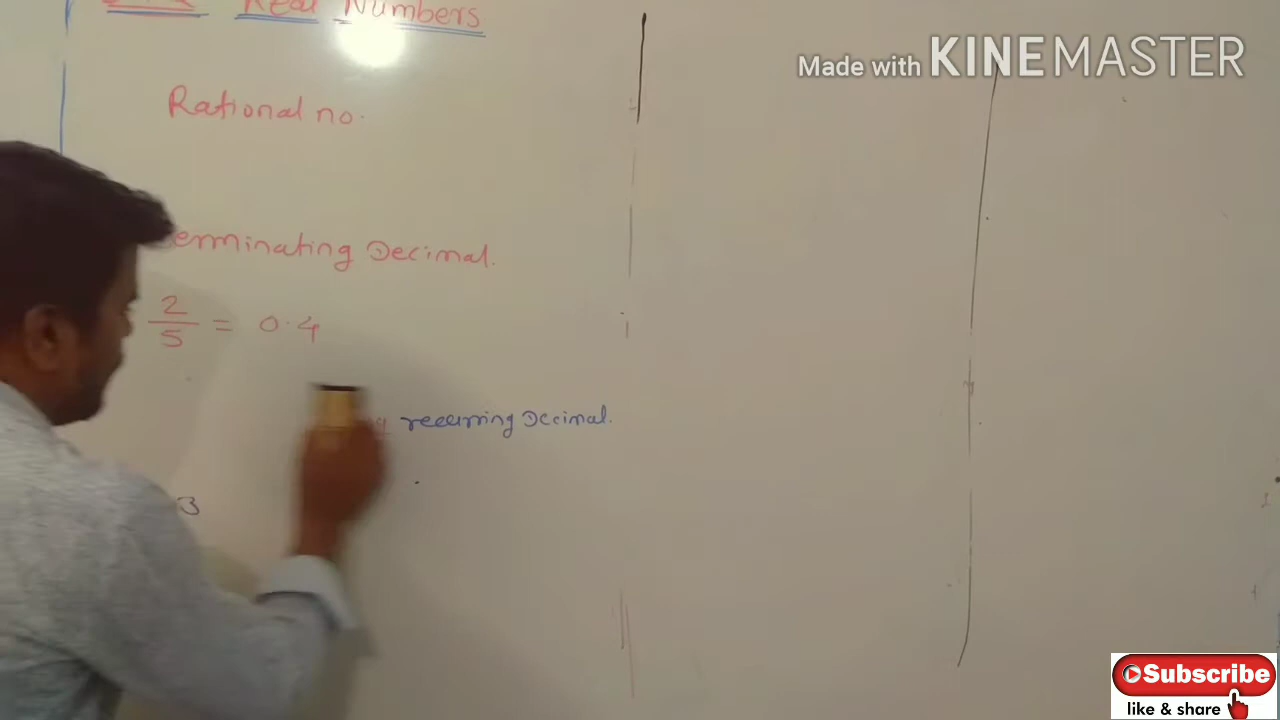 Real Numbers
Made with KINEMASTER
Rational no.
erminating Decimal.
2/5 = 0.4
recurring Decimal.
3
Subscribe
like & share